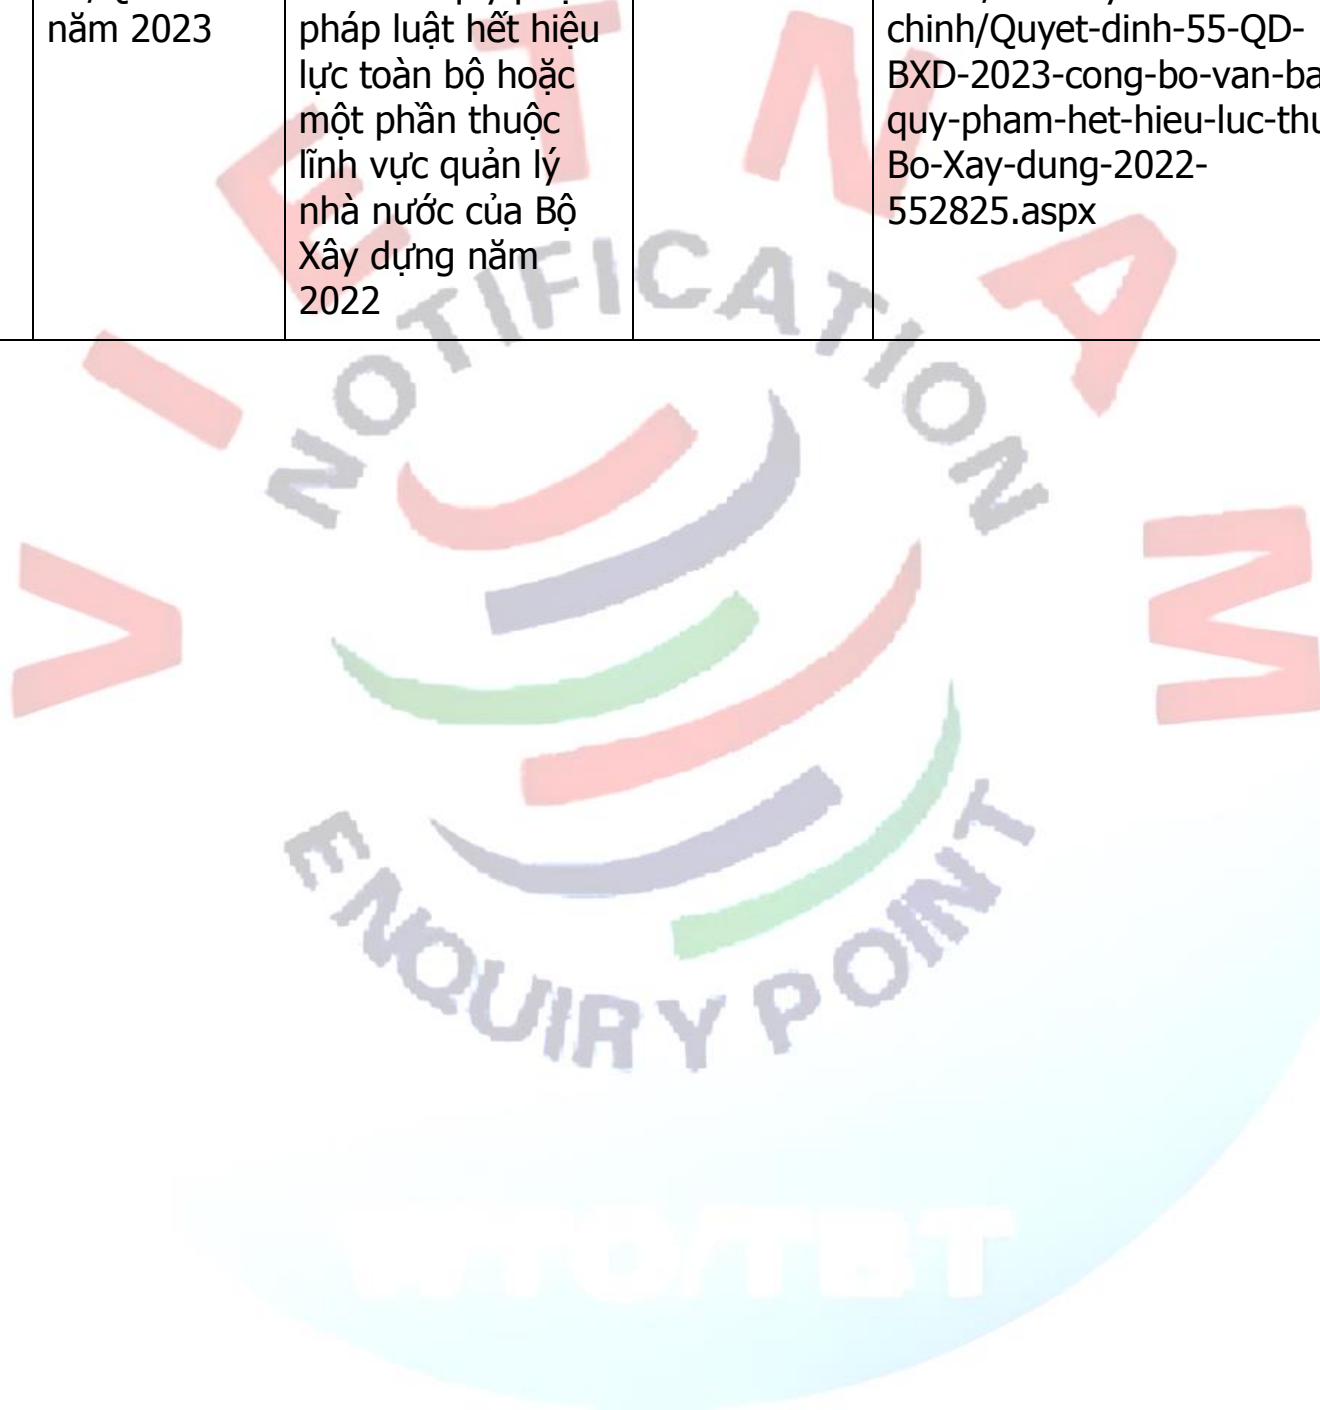 năm 2023
pháp luật hết hiệu
lực toàn bộ hoặc
một phần thuộc
lĩnh vực quản lý
nhà nước của Bộ
Xây dựng năm
2022
chinh/Quyet-dinh-55-QD-
BXD-2023-cong-bo-van-ba
quy-pham-het-hieu-luc-thu
Bo-Xay-dung-2022-
552825.aspx
VIETNAM
NOTIFICATION
ENQUIRY POINT
WTO/TBT